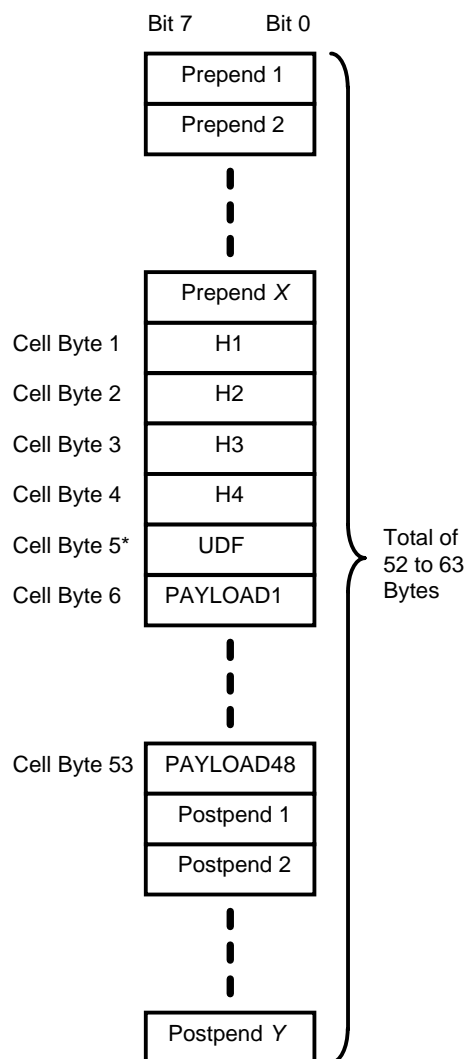 Bit 7 Bit 0
Prepend 1
Prepend 2
Prepend X
Cell Byte 1 H1
Cell Byte 2 H2
Cell Byte 3 H3
Cell Byte 4 H4
Cell Byte 5* UDF
Cell Byte 6 PAYLOAD1
Total of
52 to 63
Bytes
Cell Byte 53 PAYLOAD48
Postpend 1
Postpend 2
Postpend Y